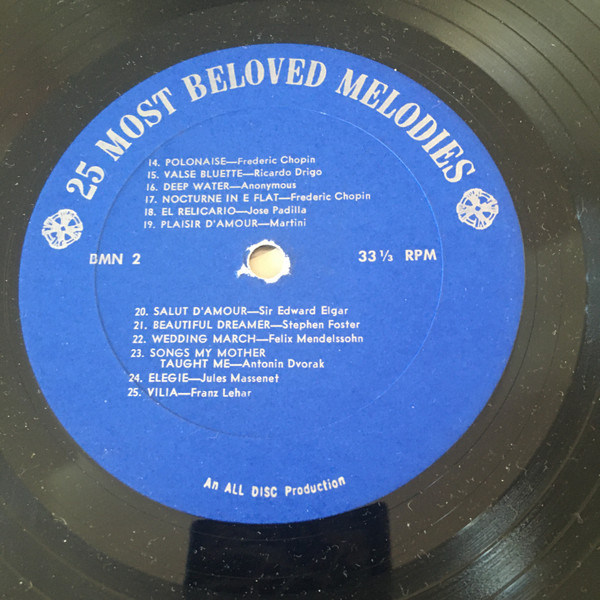 25 MOST BELOVED MELODIES
14. POLONAISE—Frederic Chopin
15. VALSE BLUETTE—Ricardo Drigo
16. DEEP WATER—Anonymous
17. NOCTURNE IN E FLAT—Frederic Chopin
18. EL RELICARIO—Jose Padilla
19. PLAISIR D'AMOUR—Martini
BMN 2
33 1/3 RPM
20. SALUT D'AMOUR—Sir Edward Elgar
21. BEAUTIFUL DREAMER—Stephen Foster
22. WEDDING MARCH—Felix Mendelssohn
23. SONGS MY MOTHER
TAUGHT ME—Antonin Dvorak
24. ELEGIE—Jules Massenet
25. VILIA—Franz Lehar
An ALL DISC Production